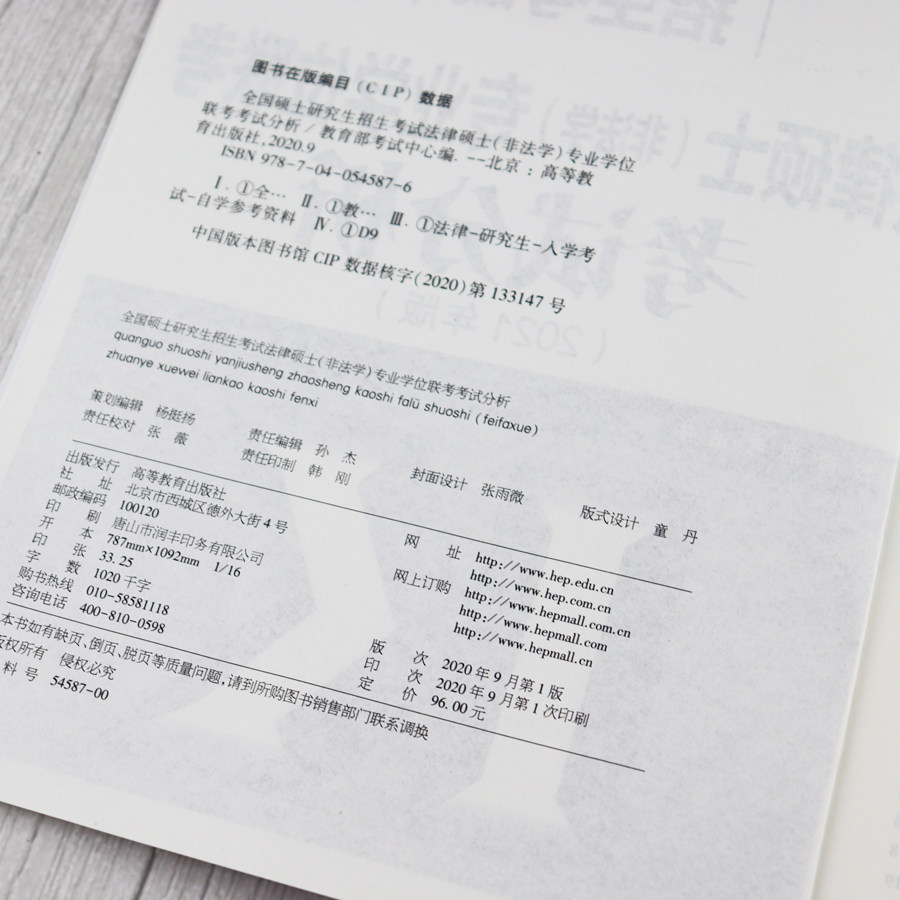 图书在版编目(CIP)数据
全国硕士研究生招生考试法律硕士(非法学)专业学位
联考考试分析 / 教育部考试中心编. --北京:高等教
育出版社,2020.9
ISBN 978-7-04-054587-6
Ⅰ. ①全… Ⅱ. ①教… Ⅲ. ①法律-研究生-入学考
试-自学参考资料 Ⅳ. ①D9
中国版本图书馆 CIP 数据核字(2020)第 133147 号
全国硕士研究生招生考试法律硕士(非法学)专业学位联考考试分析
quanguo shuoshi yanjiusheng zhaosheng kaoshi falü shuoshi (feifaxue)
zhuanye xuewei liankao kaoshi fenxi
策划编辑 杨挺扬 责任编辑 孙 杰 封面设计 张雨微 版式设计 童 丹
责任校对 张 薇 责任印制 韩 刚
出版发行 高等教育出版社
社 址 北京市西城区德外大街 4 号
邮政编码 100120
印 刷 唐山市润丰印务有限公司
开 本 787mm×1092mm 1/16
印 张 33.25
字 数 1020 千字
购书热线 010-58581118
咨询电话 400-810-0598
网 址 http://www.hep.edu.cn
http://www.hep.com.cn
网上订购 http://www.hepmall.com.cn
http://www.hepmall.com
http://www.hepmall.cn
版 次 2020 年 9 月第 1 版
印 次 2020 年 9 月第 1 次印刷
定 价 96.00 元
本书如有缺页、倒页、脱页等质量问题,请到所购图书销售部门联系调换
版权所有 侵权必究
料 号 54587-00